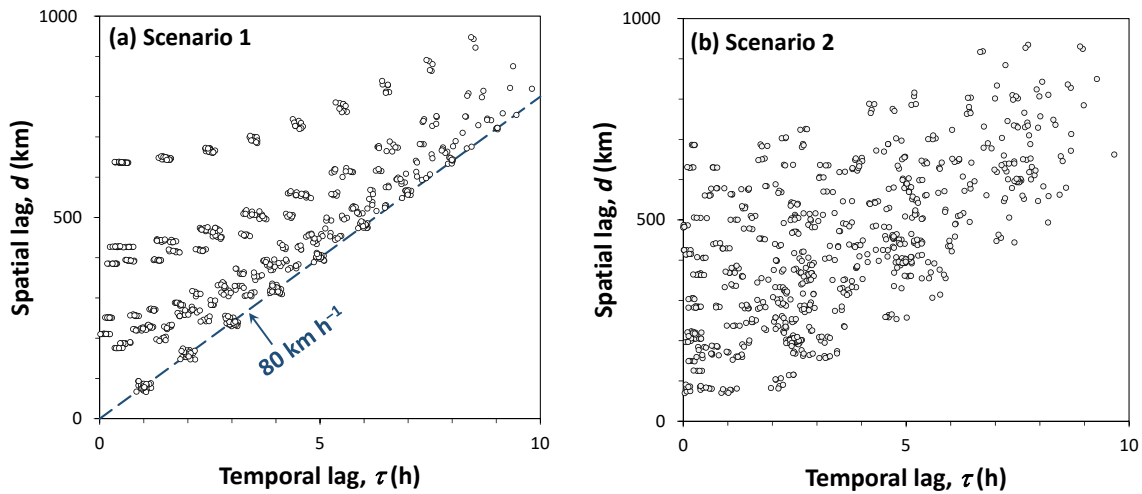 (a) Scenario 1
1000
500
0
0
5
10
Spatial lag, d (km)
Temporal lag, τ (h)
80 km h⁻¹
(b) Scenario 2
1000
500
0
0
5
10
Spatial lag, d (km)
Temporal lag, τ (h)